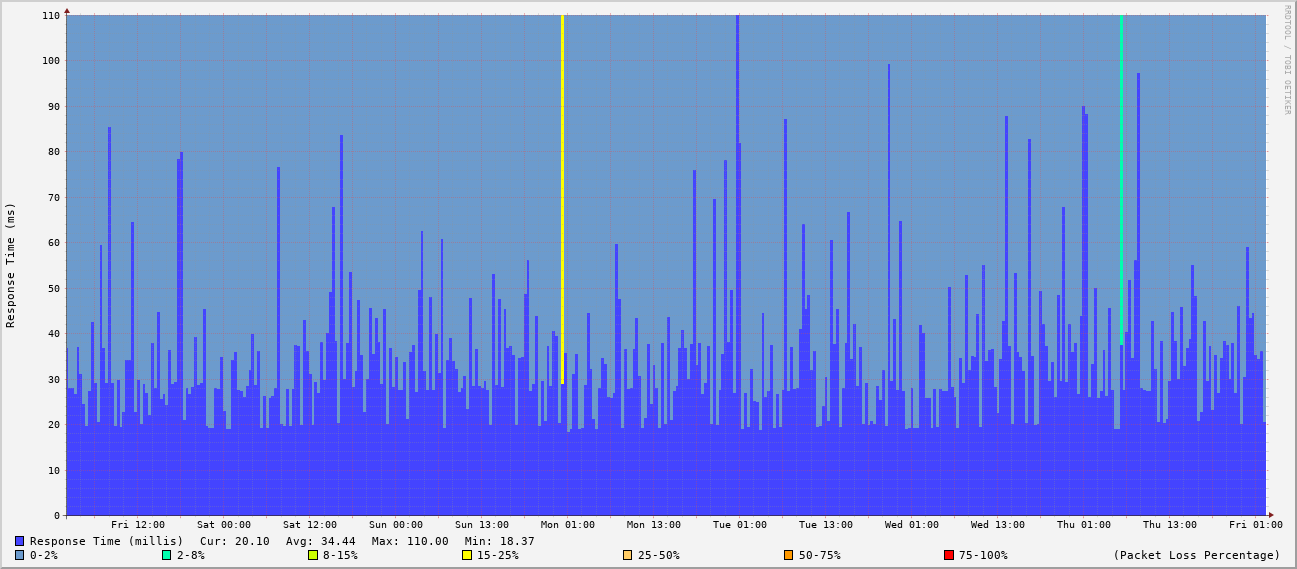 RRDTOOL / TOBI OETIKER
Response Time (ms)
110
100
90
80
70
60
50
40
30
20
10
0
Fri 12:00 Sat 00:00 Sat 12:00 Sun 00:00 Sun 13:00 Mon 01:00 Mon 13:00 Tue 01:00 Tue 13:00 Wed 01:00 Wed 13:00 Thu 01:00 Thu 13:00 Fri 01:00
Response Time (millis) Cur: 20.10 Avg: 34.44 Max: 110.00 Min: 18.37
0-2% 2-8% 8-15% 15-25% 25-50% 50-75% 75-100% (Packet Loss Percentage)